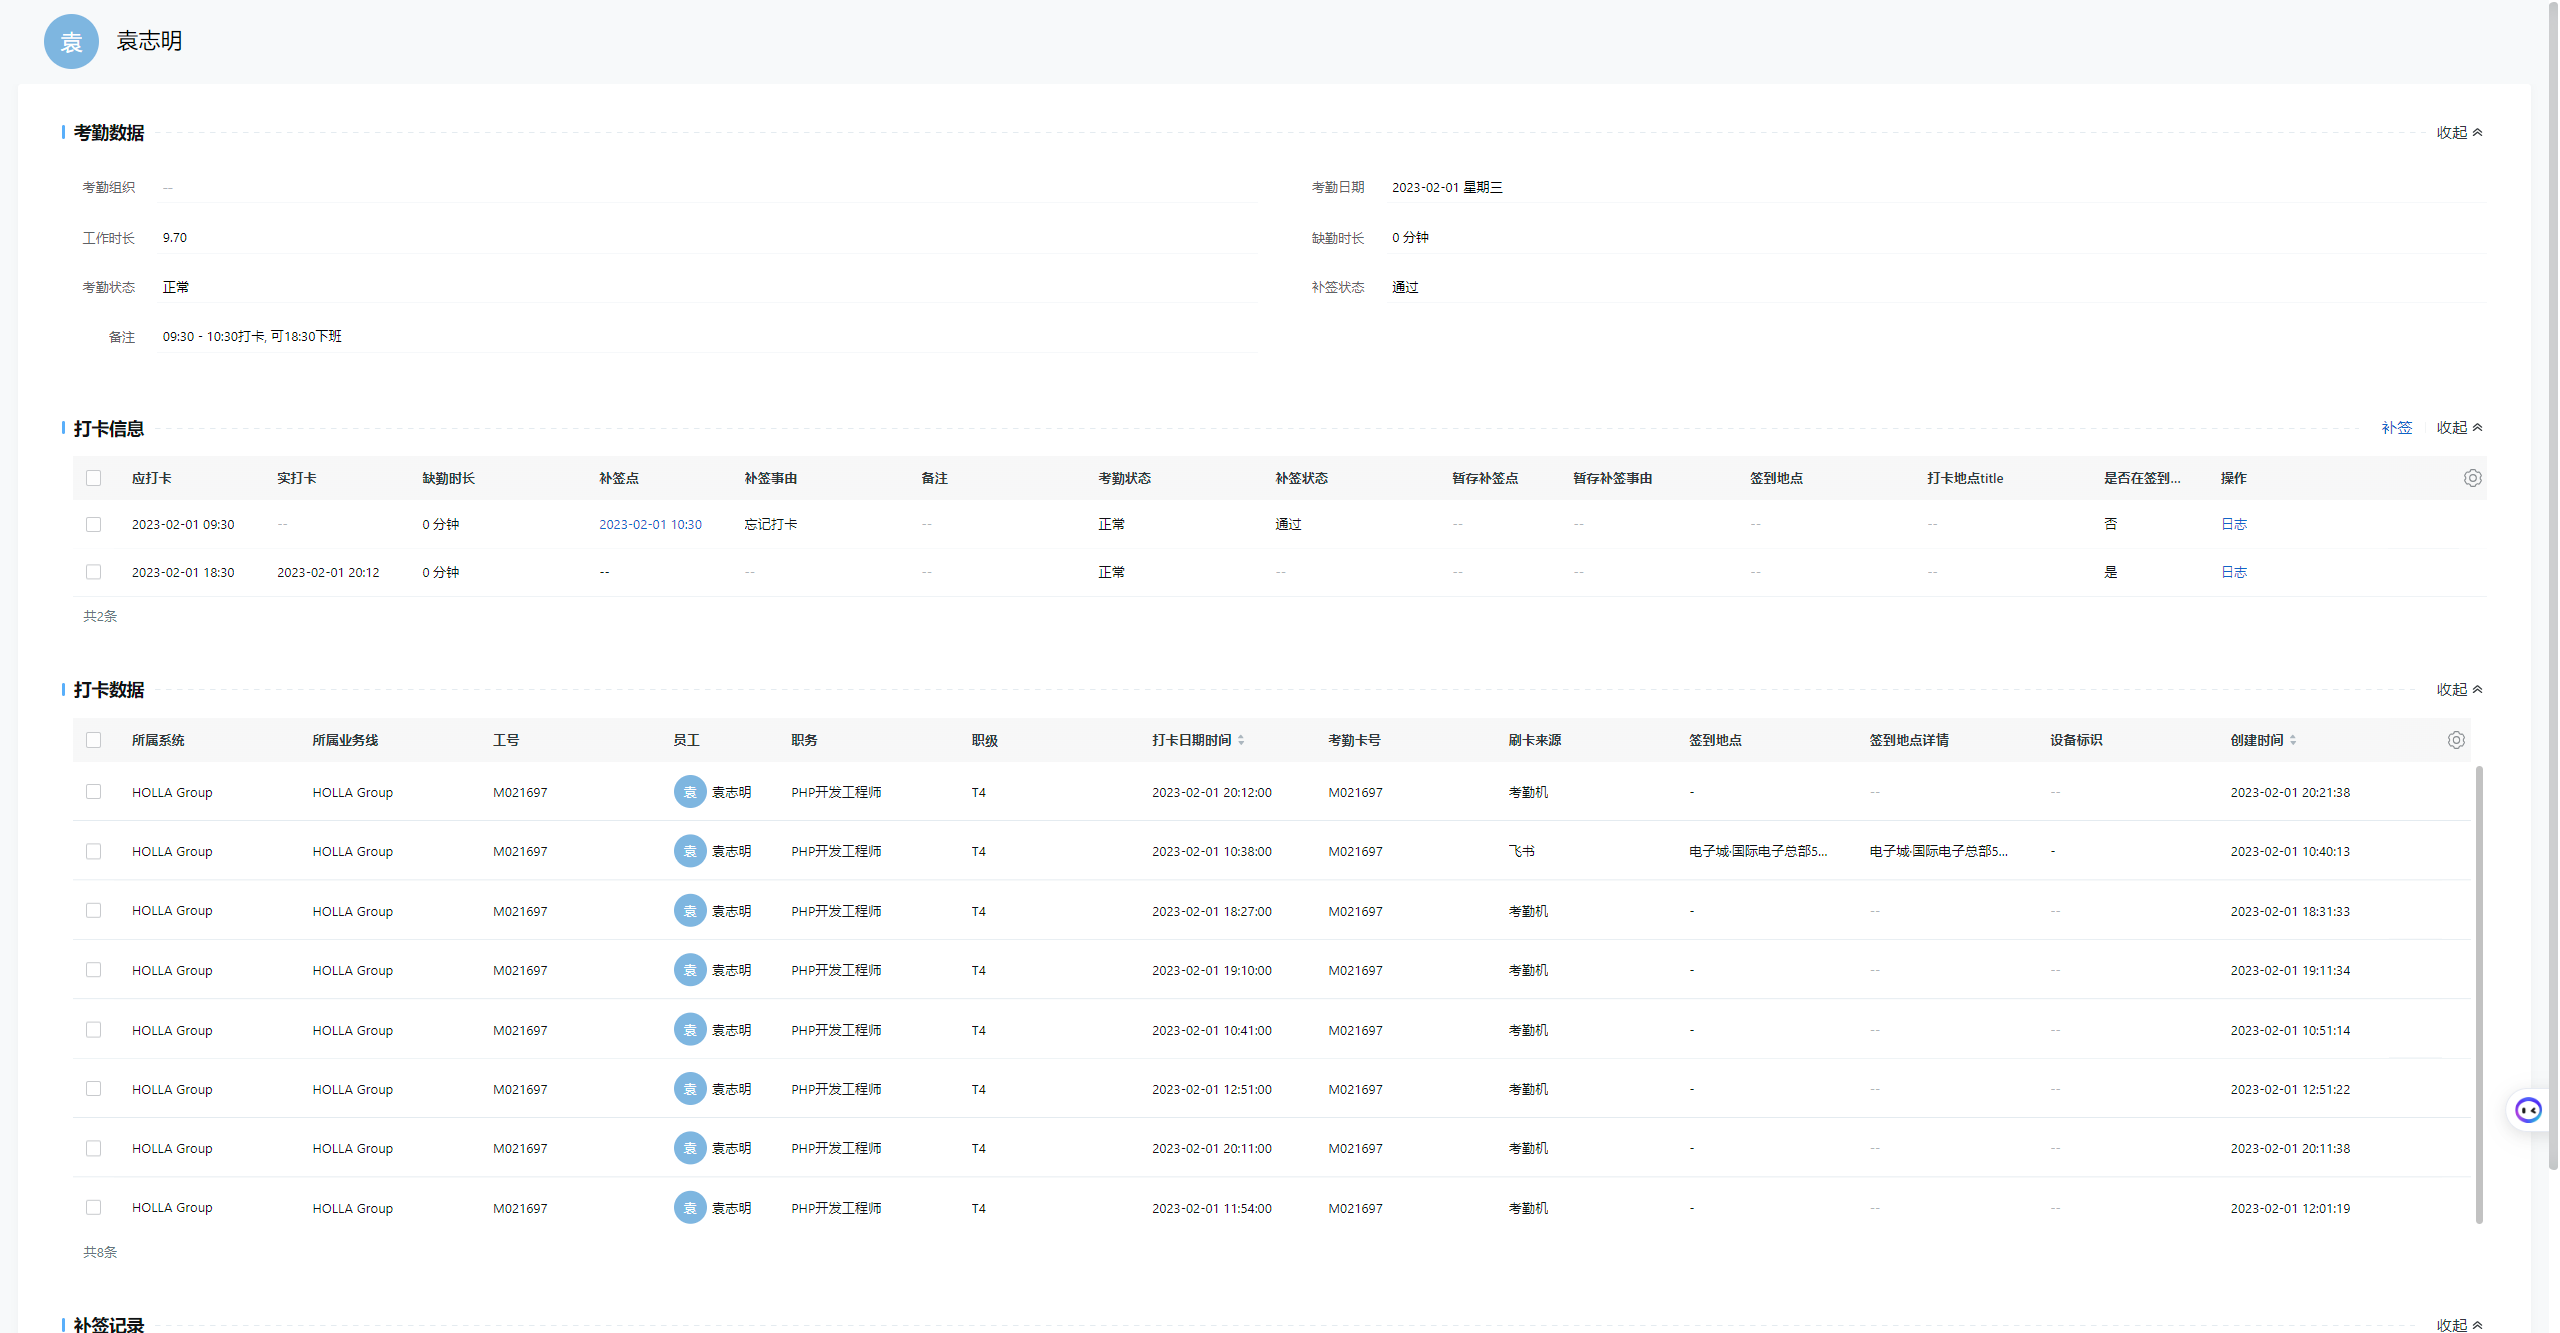 袁 袁志明
考勤数据 收起
考勤组织 -- 考勤日期 2023-02-01 星期三
工作时长 9.70 缺勤时长 0 分钟
考勤状态 正常 补签状态 通过
备注 09:30 - 10:30打卡, 可18:30下班
打卡信息 补签 收起
应打卡 实打卡 缺勤时长 补签点 补签事由 备注 考勤状态 补签状态 暂存补签点 暂存补签事由 签到地点 打卡地点title 是否在签到... 操作
2023-02-01 09:30 -- 0 分钟 2023-02-01 10:30 忘记打卡 -- 正常 通过 -- -- -- -- 否 日志
2023-02-01 18:30 2023-02-01 20:12 0 分钟 -- -- -- 正常 -- -- -- -- -- 是 日志
共2条
打卡数据 收起
所属系统 所属业务线 工号 员工 职务 职级 打卡日期时间 考勤卡号 刷卡来源 签到地点 签到地点详情 设备标识 创建时间
HOLLA Group HOLLA Group M021697 袁 袁志明 PHP开发工程师 T4 2023-02-01 20:12:00 M021697 考勤机 - -- -- 2023-02-01 20:21:38
HOLLA Group HOLLA Group M021697 袁 袁志明 PHP开发工程师 T4 2023-02-01 10:38:00 M021697 飞书 电子城·国际电子总部5... 电子城·国际电子总部5... - 2023-02-01 10:40:13
HOLLA Group HOLLA Group M021697 袁 袁志明 PHP开发工程师 T4 2023-02-01 18:27:00 M021697 考勤机 - -- -- 2023-02-01 18:31:33
HOLLA Group HOLLA Group M021697 袁 袁志明 PHP开发工程师 T4 2023-02-01 19:10:00 M021697 考勤机 - -- -- 2023-02-01 19:11:34
HOLLA Group HOLLA Group M021697 袁 袁志明 PHP开发工程师 T4 2023-02-01 10:41:00 M021697 考勤机 - -- -- 2023-02-01 10:51:14
HOLLA Group HOLLA Group M021697 袁 袁志明 PHP开发工程师 T4 2023-02-01 12:51:00 M021697 考勤机 - -- -- 2023-02-01 12:51:22
HOLLA Group HOLLA Group M021697 袁 袁志明 PHP开发工程师 T4 2023-02-01 20:11:00 M021697 考勤机 - -- -- 2023-02-01 20:11:38
HOLLA Group HOLLA Group M021697 袁 袁志明 PHP开发工程师 T4 2023-02-01 11:54:00 M021697 考勤机 - -- -- 2023-02-01 12:01:19
共8条
补签记录 收起